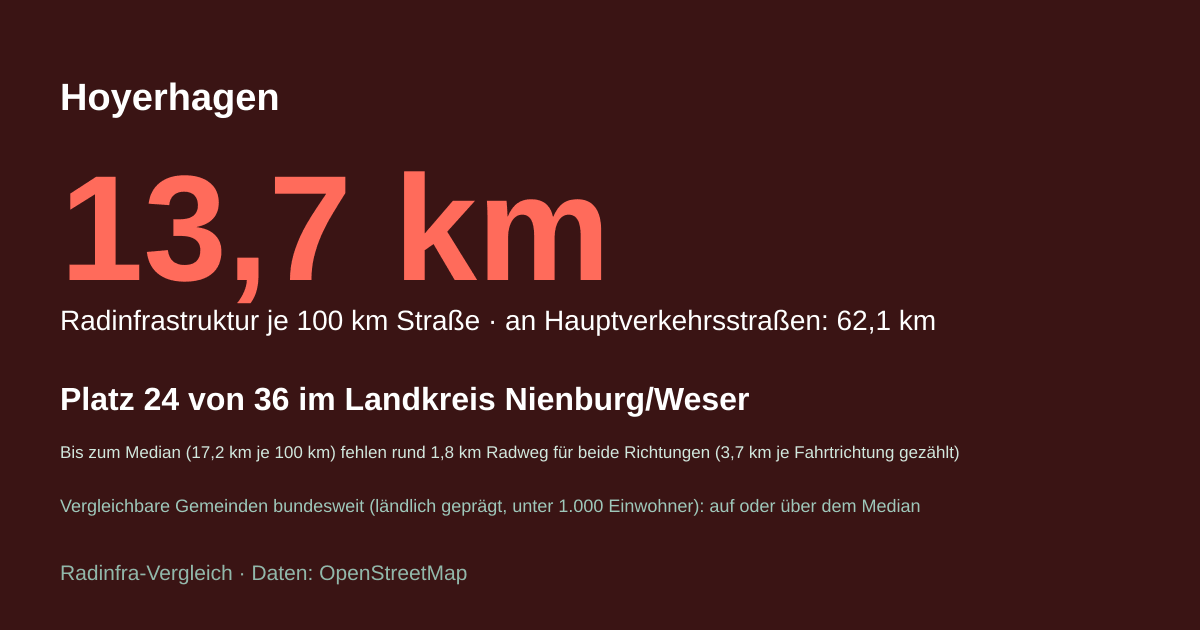 Hoyerhagen
13,7 km
Radinfrastruktur je 100 km Straße · an Hauptverkehrsstraßen: 62,1 km
Platz 24 von 36 im Landkreis Nienburg/Weser
Bis zum Median (17,2 km je 100 km) fehlen rund 1,8 km Radweg für beide Richtungen (3,7 km je Fahrtrichtung gezählt)
Vergleichbare Gemeinden bundesweit (ländlich geprägt, unter 1.000 Einwohner): auf oder über dem Median
Radinfra-Vergleich · Daten: OpenStreetMap